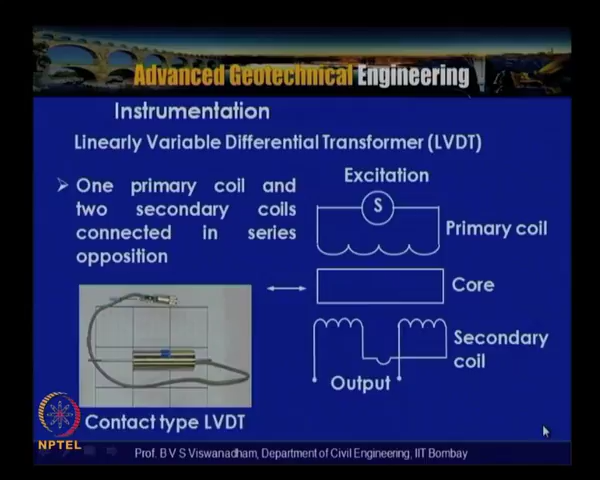 Advanced Geotechnical Engineering
Instrumentation
Linearly Variable Differential Transformer (LVDT)
One primary coil and
two secondary coils
connected in series
opposition
Excitation
S
Primary coil
Core
Secondary
coil
Output
Contact type LVDT
NPTEL
Prof. B V S Viswanadham, Department of Civil Engineering, IIT Bombay